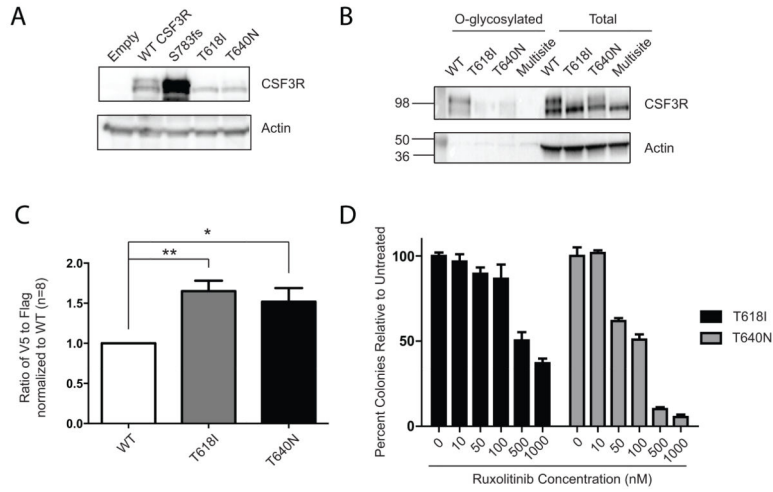 A
Empty
WT CSF3R
S783fs
T618I
T640N
CSF3R
Actin
B
O-glycosylated Total
WT
T618I
T640N
Multisite
WT
T618I
T640N
Multisite
98
CSF3R
50
36
Actin
C
Ratio of V5 to Flag
normalized to WT (n=8)
2.0
1.5
1.0
0.5
0.0
*
**
WT
T618I
T640N
D
Percent Colonies Relative to Untreated
100
50
0
0 10 50 100 500 1000 0 10 50 100 500 1000
Ruxolitinib Concentration (nM)
T618I
T640N